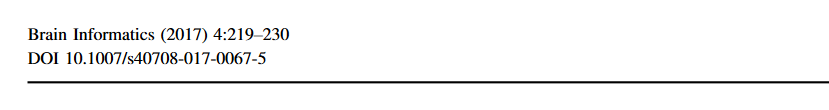 Brain Informatics (2017) 4:219–230
DOI 10.1007/s40708-017-0067-5